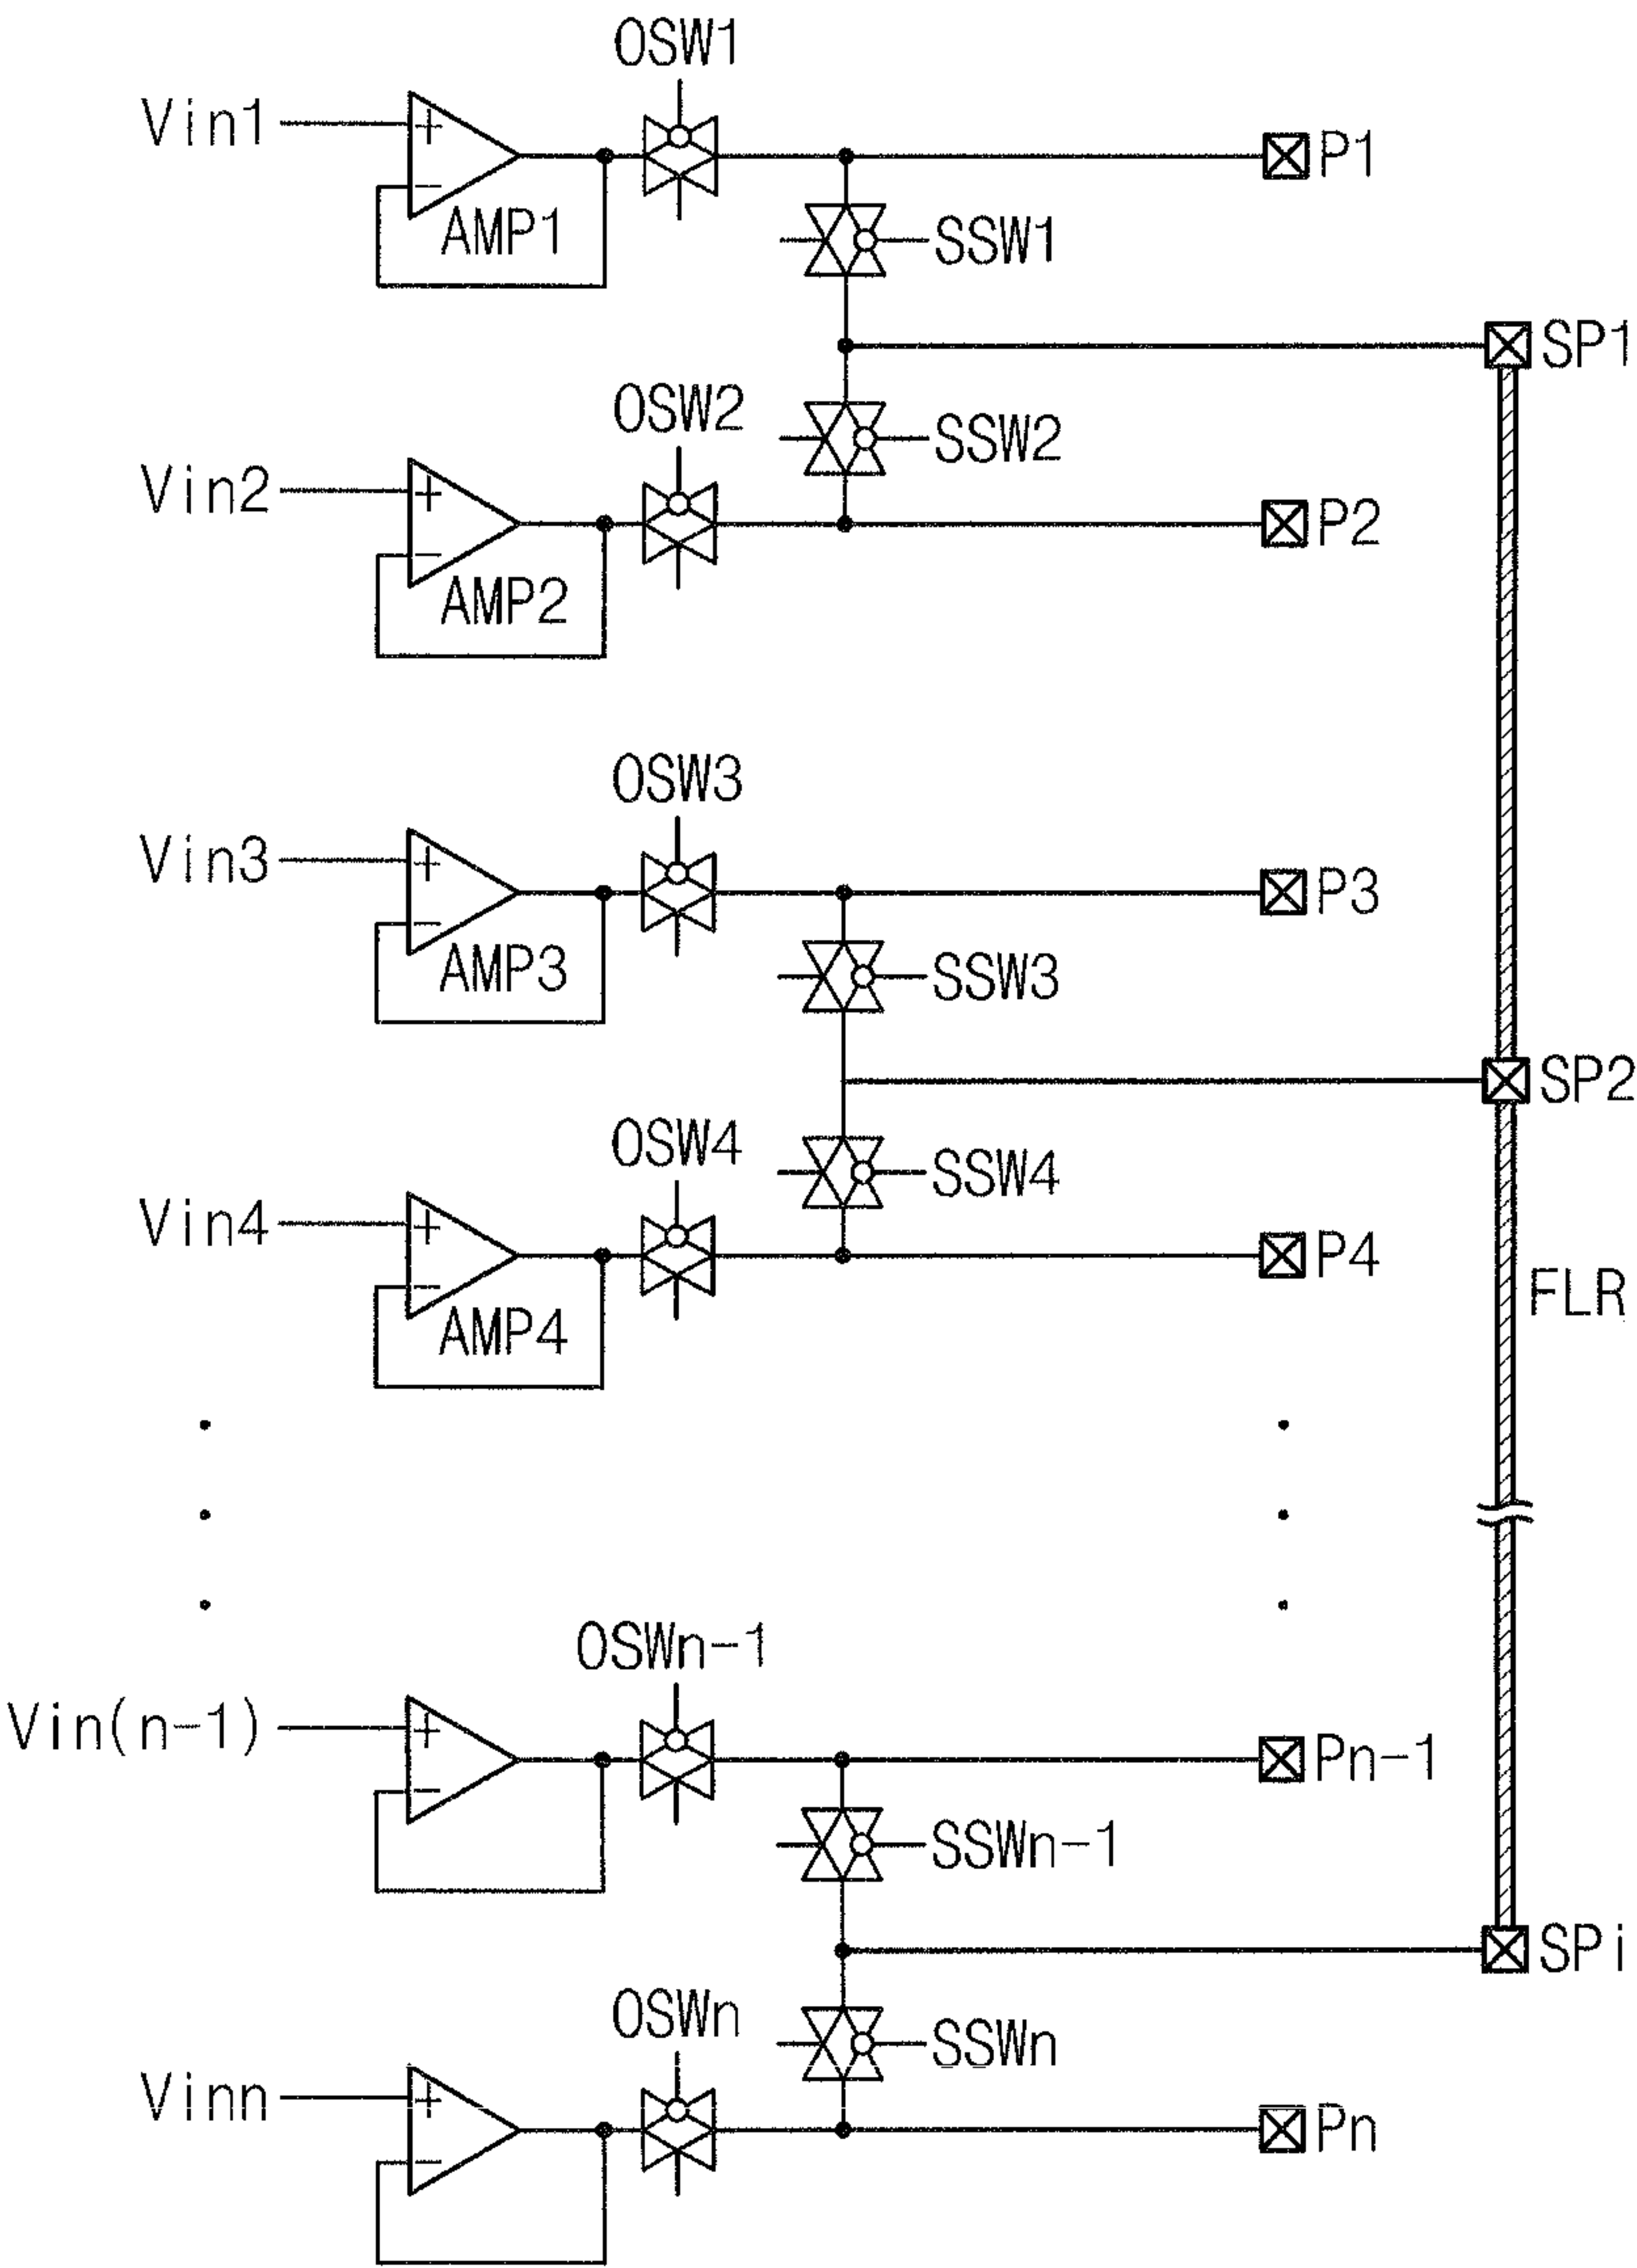 OSW1
Vin1
+
P1
−
AMP1
SSW1
SP1
OSW2
SSW2
Vin2
+
P2
−
AMP2
OSW3
Vin3
+
P3
−
AMP3
SSW3
SP2
OSW4
SSW4
Vin4
+
P4
−
FLR
AMP4
OSWn-1
Vin(n-1)
+
Pn-1
−
SSWn-1
SPi
OSWn
SSWn
Vinn
+
Pn
−